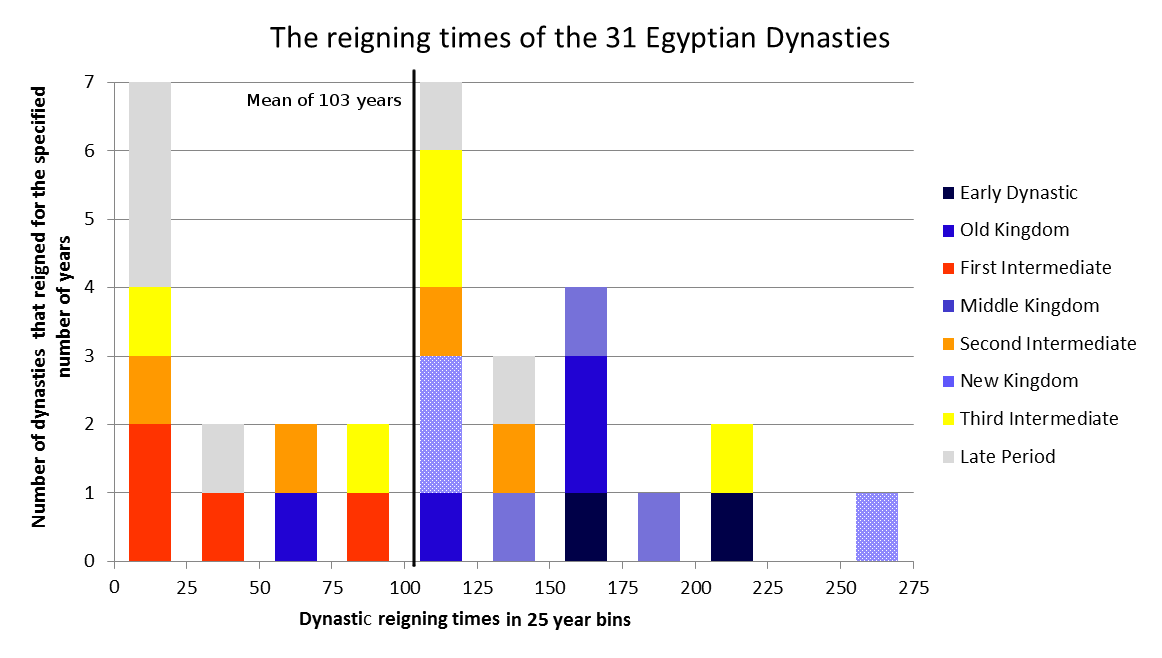 The reigning times of the 31 Egyptian Dynasties
Number of dynasties that reigned for the specified
number of years
7
6
5
4
3
2
1
0
Mean of 103 years
0 25 50 75 100 125 150 175 200 225 250 275
Dynastic reigning times in 25 year bins
Early Dynastic
Old Kingdom
First Intermediate
Middle Kingdom
Second Intermediate
New Kingdom
Third Intermediate
Late Period